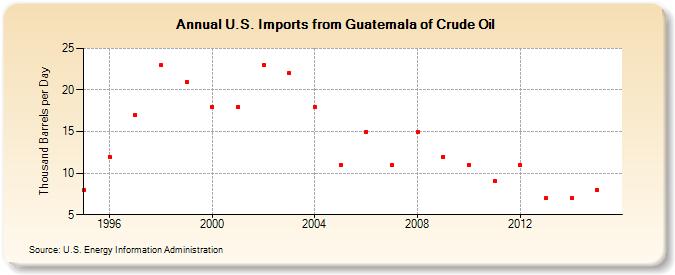 Annual U.S. Imports from Guatemala of Crude Oil
Thousand Barrels per Day
25
20
15
10
5
1996 2000 2004 2008 2012
Source: U.S. Energy Information Administration